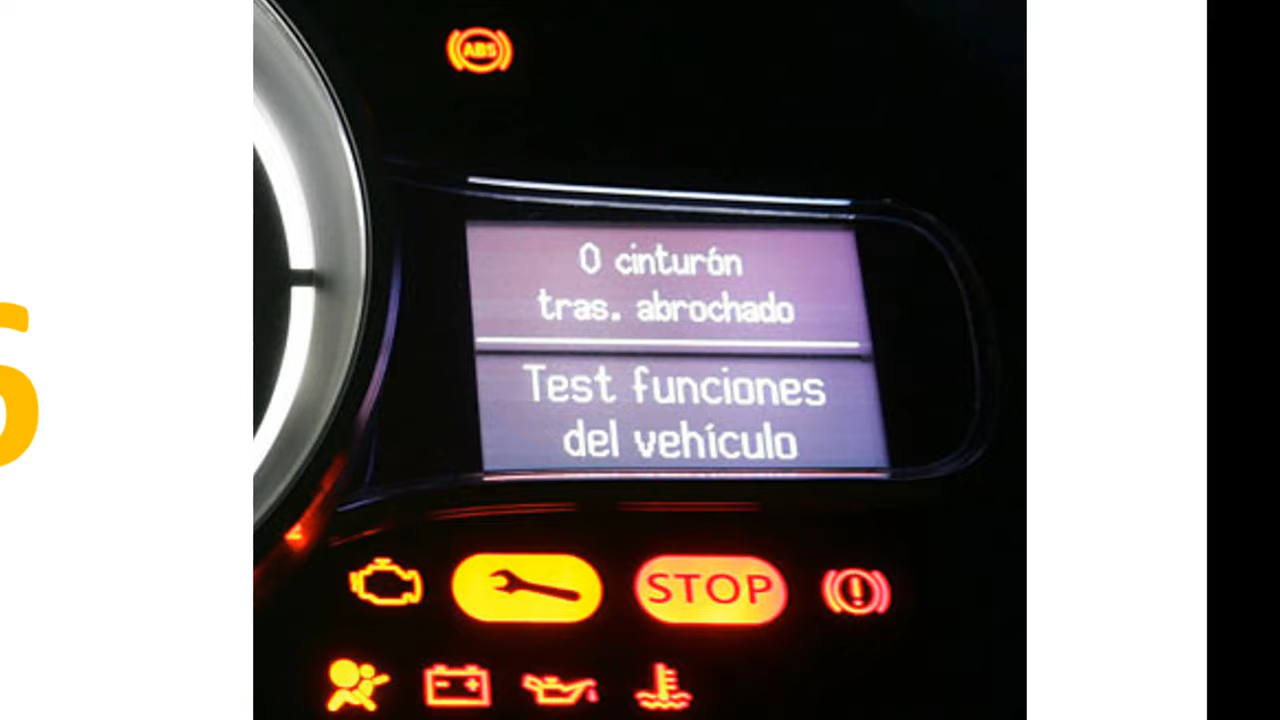 ABS
0 cinturón
tras. abrochado
Test funciones
del vehículo
STOP